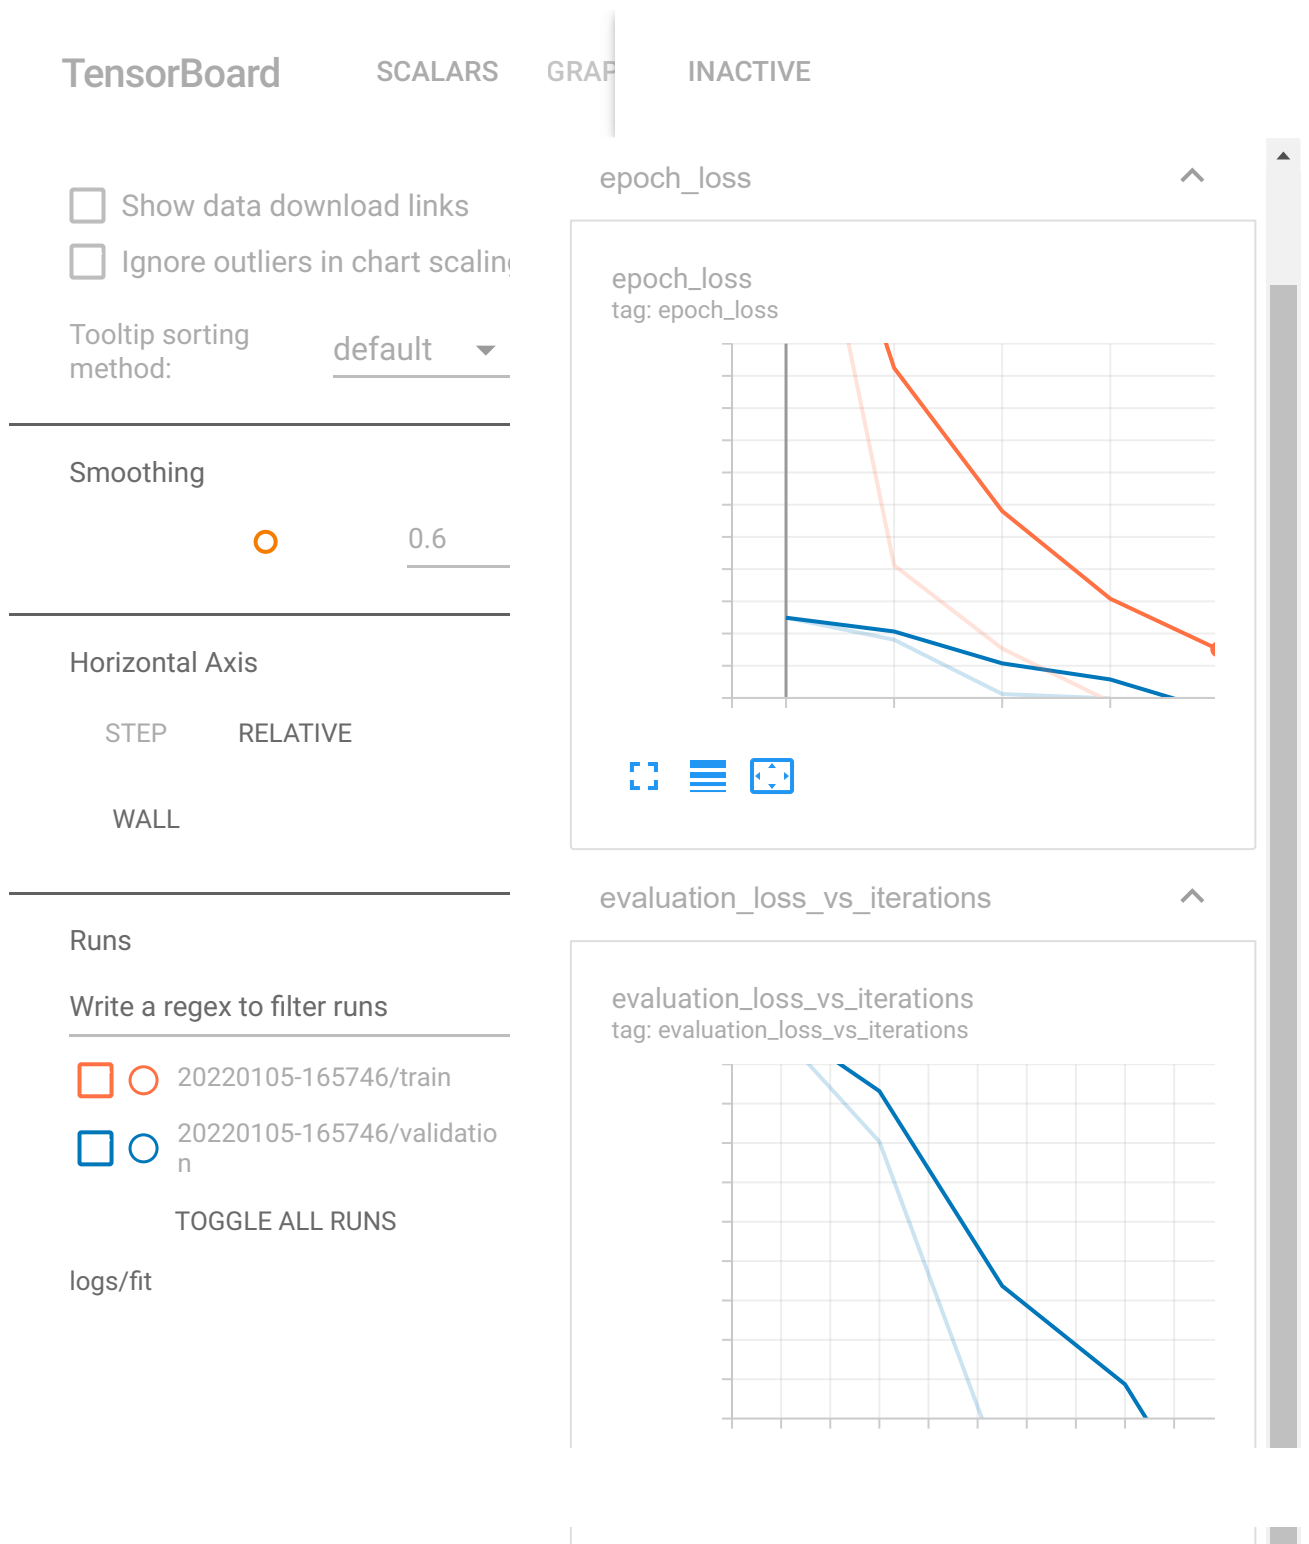 TensorBoard SCALARS GRAP INACTIVE
Show data download links
Ignore outliers in chart scaling
Tooltip sorting
method:
default
Smoothing
0.6
Horizontal Axis
STEP RELATIVE
WALL
Runs
Write a regex to filter runs
20220105-165746/train
20220105-165746/validatio
n
TOGGLE ALL RUNS
logs/fit
epoch_loss
epoch_loss
tag: epoch_loss
evaluation_loss_vs_iterations
evaluation_loss_vs_iterations
tag: evaluation_loss_vs_iterations